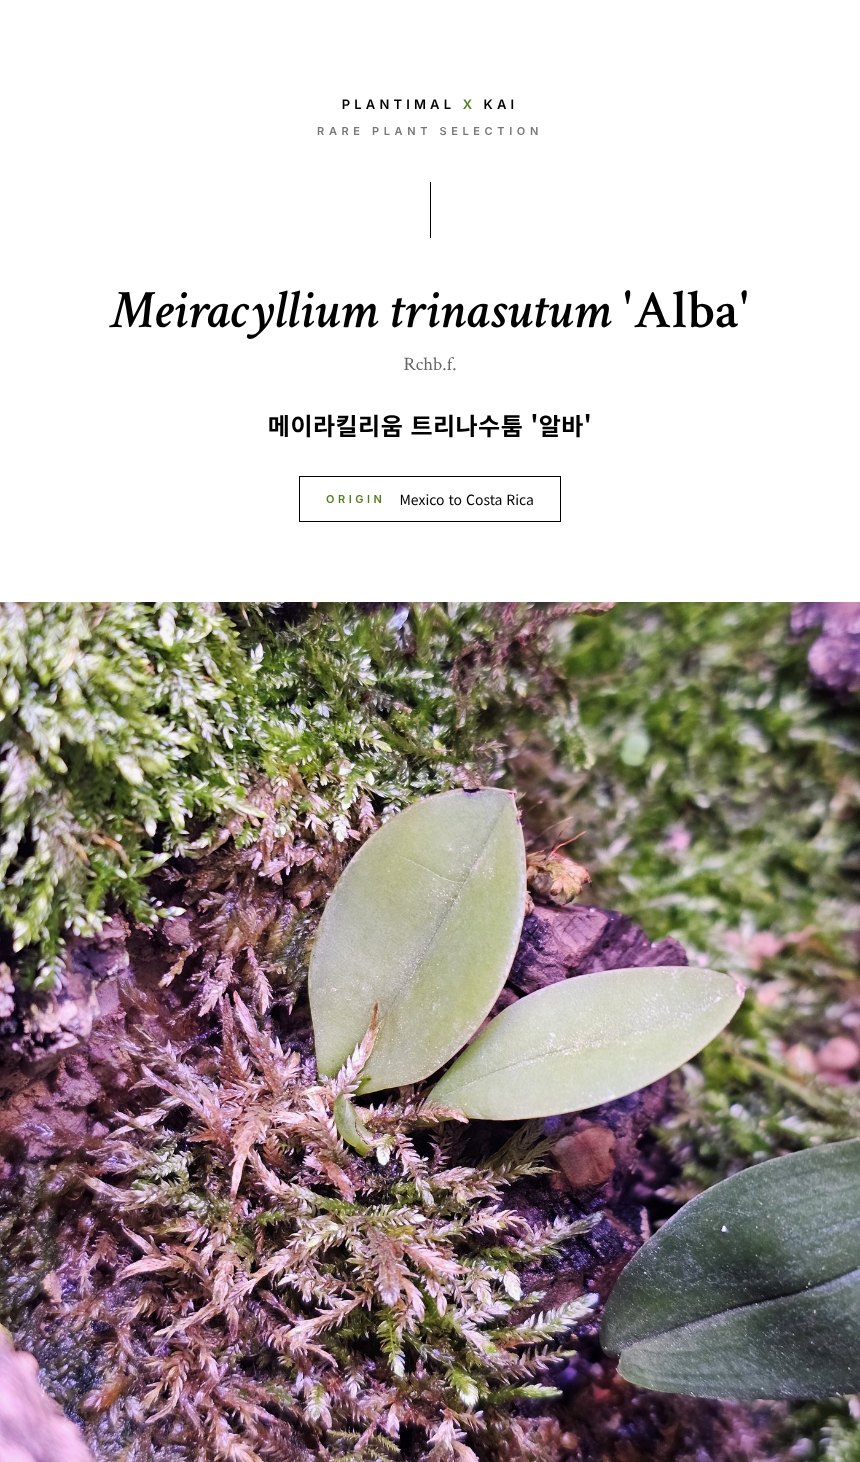 PLANTIMAL X KAI
RARE PLANT SELECTION
Meiracyllium trinasutum 'Alba'
Rchb.f.
메이라킬리움 트리나수툼 '알바'
ORIGIN Mexico to Costa Rica